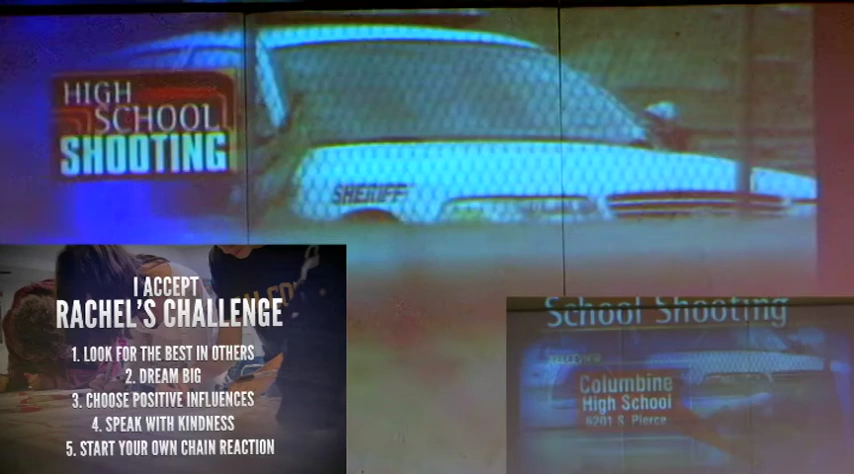 HIGH
SCHOOL
SHOOTING
SHERIFF
I ACCEPT
RACHEL'S CHALLENGE
1. LOOK FOR THE BEST IN OTHERS
2. DREAM BIG
3. CHOOSE POSITIVE INFLUENCES
4. SPEAK WITH KINDNESS
5. START YOUR OWN CHAIN REACTION
School Shooting
Columbine
High School
6201 S. Pierce